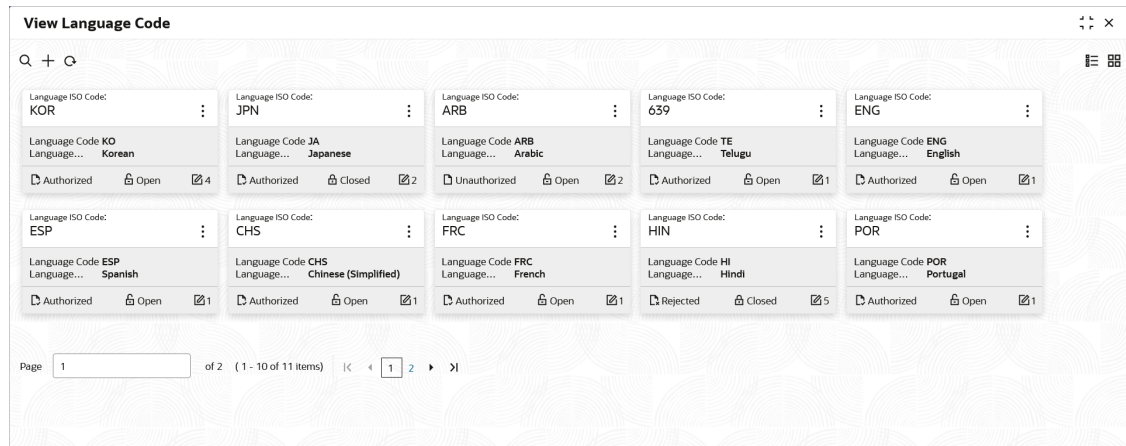 View Language Code
Language ISO Code:
KOR
Language Code KO
Language... Korean
Authorized Open 4
Language ISO Code:
JPN
Language Code JA
Language... Japanese
Authorized Closed 2
Language ISO Code:
ARB
Language Code ARB
Language... Arabic
Unauthorized Open 2
Language ISO Code:
639
Language Code TE
Language... Telugu
Authorized Open 1
Language ISO Code:
ENG
Language Code ENG
Language... English
Authorized Open 1
Language ISO Code:
ESP
Language Code ESP
Language... Spanish
Authorized Open 1
Language ISO Code:
CHS
Language Code CHS
Language... Chinese (Simplified)
Authorized Open 1
Language ISO Code:
FRC
Language Code FRC
Language... French
Authorized Open 1
Language ISO Code:
HIN
Language Code HI
Language... Hindi
Rejected Closed 5
Language ISO Code:
POR
Language Code POR
Language... Portugal
Authorized Open 1
Page 1 of 2 (1 - 10 of 11 items) 1 2